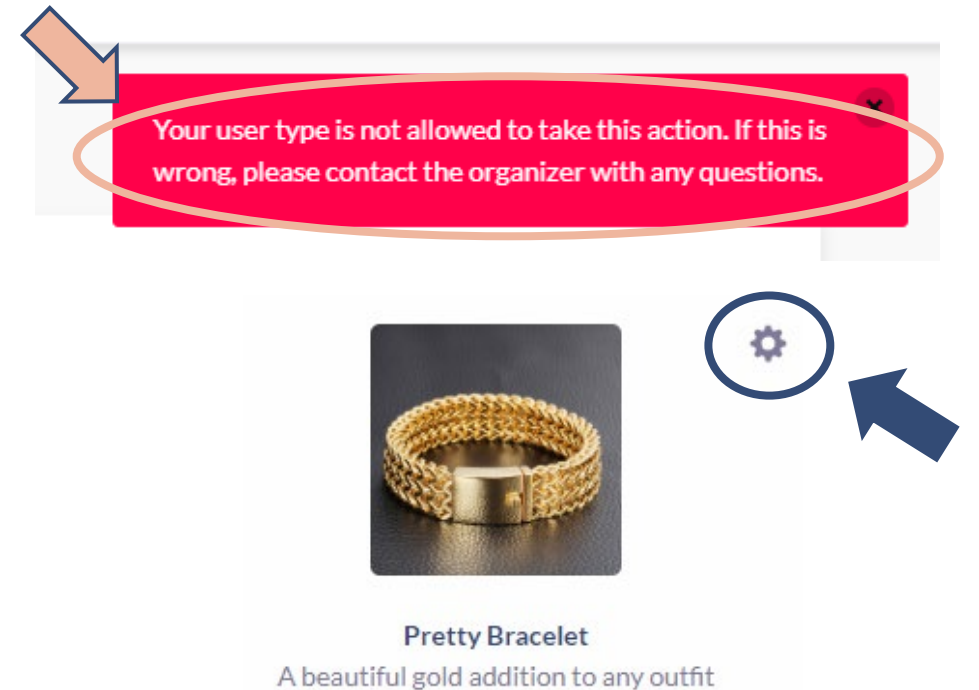 Your user type is not allowed to take this action. If this is
wrong, please contact the organizer with any questions.
Pretty Bracelet
A beautiful gold addition to any outfit